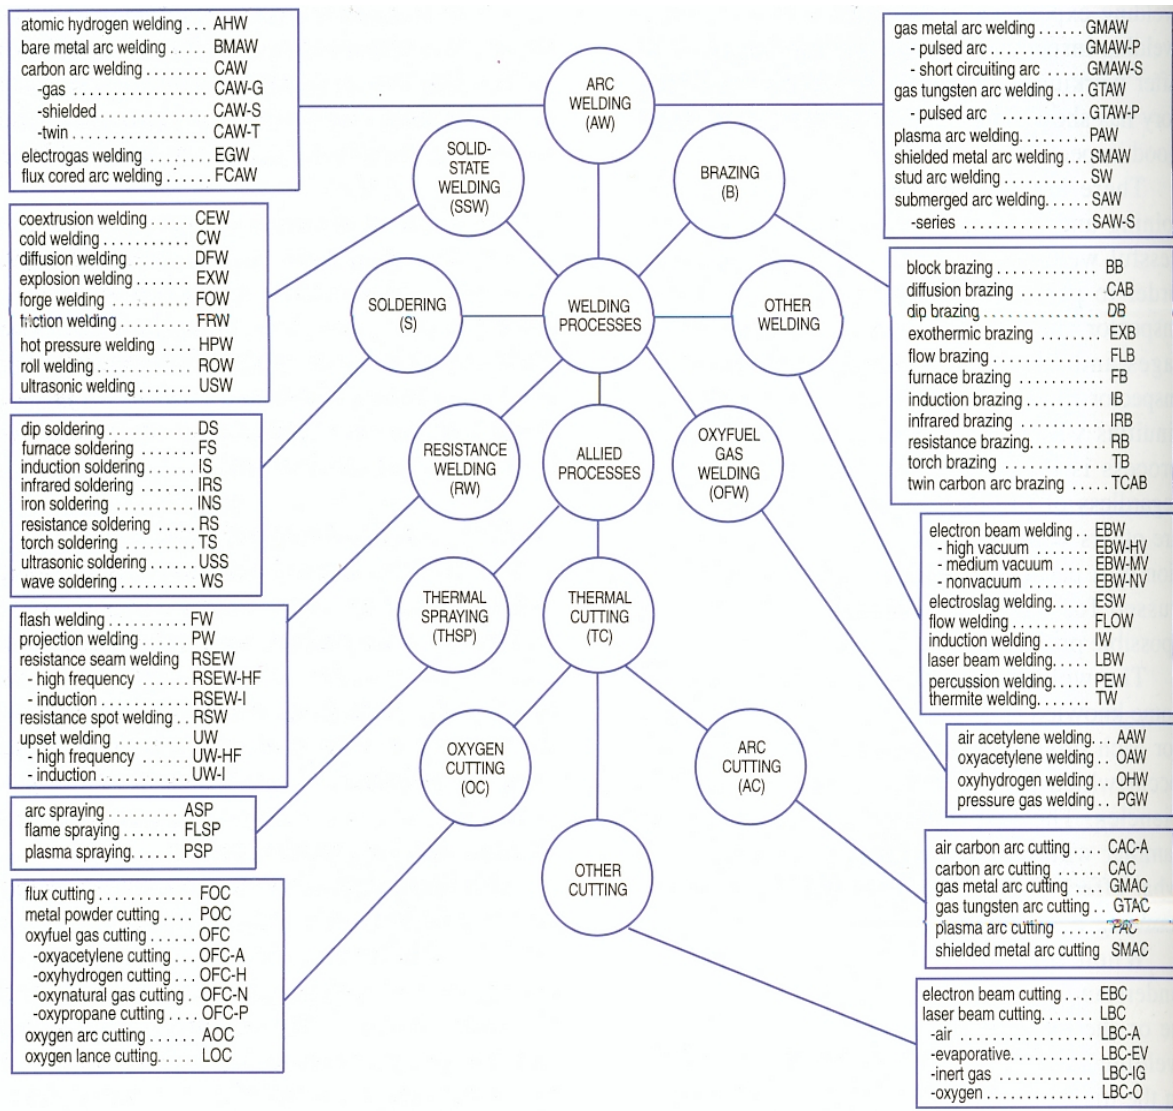 atomic hydrogen welding . . . AHW
bare metal arc welding . . . . . BMAW
carbon arc welding . . . . . . . . CAW
-gas . . . . . . . . . . . . . . . . CAW-G
-shielded . . . . . . . . . . . . CAW-S
-twin . . . . . . . . . . . . . . . . CAW-T
electrogas welding . . . . . . . . EGW
flux cored arc welding . . . . . . FCAW
ARC
WELDING
(AW)
gas metal arc welding . . . . . . GMAW
- pulsed arc . . . . . . . . . . . GMAW-P
- short circuiting arc . . . . . GMAW-S
gas tungsten arc welding . . . . GTAW
- pulsed arc . . . . . . . . . . . GTAW-P
plasma arc welding. . . . . . . . PAW
shielded metal arc welding . . . SMAW
stud arc welding . . . . . . . . . . . SW
submerged arc welding. . . . . . SAW
-series . . . . . . . . . . . . . . . . SAW-S
SOLID-
STATE
WELDING
(SSW)
BRAZING
(B)
coextrusion welding . . . . . CEW
cold welding . . . . . . . . . . . CW
diffusion welding . . . . . . . DFW
explosion welding . . . . . . . EXW
forge welding . . . . . . . . . . FOW
friction welding . . . . . . . . . FRW
hot pressure welding . . . . HPW
roll welding . . . . . . . . . . . . ROW
ultrasonic welding . . . . . . . USW
SOLDERING
(S)
WELDING
PROCESSES
OTHER
WELDING
block brazing . . . . . . . . . . . . . BB
diffusion brazing . . . . . . . . . . CAB
dip brazing . . . . . . . . . . . . . . . DB
exothermic brazing . . . . . . . . EXB
flow brazing . . . . . . . . . . . . . . FLB
furnace brazing . . . . . . . . . . . FB
induction brazing . . . . . . . . . . IB
infrared brazing . . . . . . . . . . . IRB
resistance brazing. . . . . . . . . RB
torch brazing . . . . . . . . . . . . . TB
twin carbon arc brazing . . . . . TCAB
dip soldering . . . . . . . . . . . . DS
furnace soldering . . . . . . . . FS
induction soldering . . . . . . . IS
infrared soldering . . . . . . . . IRS
iron soldering . . . . . . . . . . . INS
resistance soldering . . . . . RS
torch soldering . . . . . . . . . . TS
ultrasonic soldering . . . . . . USS
wave soldering . . . . . . . . . . WS
RESISTANCE
WELDING
(RW)
ALLIED
PROCESSES
OXYFUEL
GAS
WELDING
(OFW)
electron beam welding . . EBW
- high vacuum . . . . . . . . EBW-HV
- medium vacuum . . . . EBW-MV
- nonvacuum . . . . . . . . EBW-NV
electroslag welding. . . . . ESW
flow welding . . . . . . . . . . FLOW
induction welding . . . . . . IW
laser beam welding. . . . . LBW
percussion welding. . . . . PEW
thermite welding. . . . . . . TW
THERMAL
SPRAYING
(THSP)
THERMAL
CUTTING
(TC)
flash welding . . . . . . . . . . FW
projection welding . . . . . . PW
resistance seam welding RSEW
- high frequency . . . . . . RSEW-HF
- induction . . . . . . . . . . . RSEW-I
resistance spot welding . . RSW
upset welding . . . . . . . . . UW
- high frequency . . . . . . UW-HF
- induction . . . . . . . . . . . UW-I
OXYGEN
CUTTING
(OC)
ARC
CUTTING
(AC)
air acetylene welding. . . AAW
oxyacetylene welding . . OAW
oxyhydrogen welding . . OHW
pressure gas welding . . PGW
arc spraying . . . . . . . . . ASP
flame spraying . . . . . . . FLSP
plasma spraying. . . . . . PSP
OTHER
CUTTING
air carbon arc cutting . . . . CAC-A
carbon arc cutting . . . . . . CAC
gas metal arc cutting . . . . GMAC
gas tungsten arc cutting . . GTAC
plasma arc cutting . . . . . . PAC
shielded metal arc cutting SMAC
flux cutting . . . . . . . . . . . . FOC
metal powder cutting . . . . POC
oxyfuel gas cutting . . . . . . OFC
-oxyacetylene cutting . . . OFC-A
-oxyhydrogen cutting . . . OFC-H
-oxynatural gas cutting . OFC-N
-oxypropane cutting . . . . OFC-P
oxygen arc cutting . . . . . . AOC
oxygen lance cutting. . . . . LOC
electron beam cutting . . . . EBC
laser beam cutting. . . . . . . LBC
-air . . . . . . . . . . . . . . . . . LBC-A
-evaporative. . . . . . . . . . LBC-EV
-inert gas . . . . . . . . . . . . LBC-IG
-oxygen . . . . . . . . . . . . . LBC-O